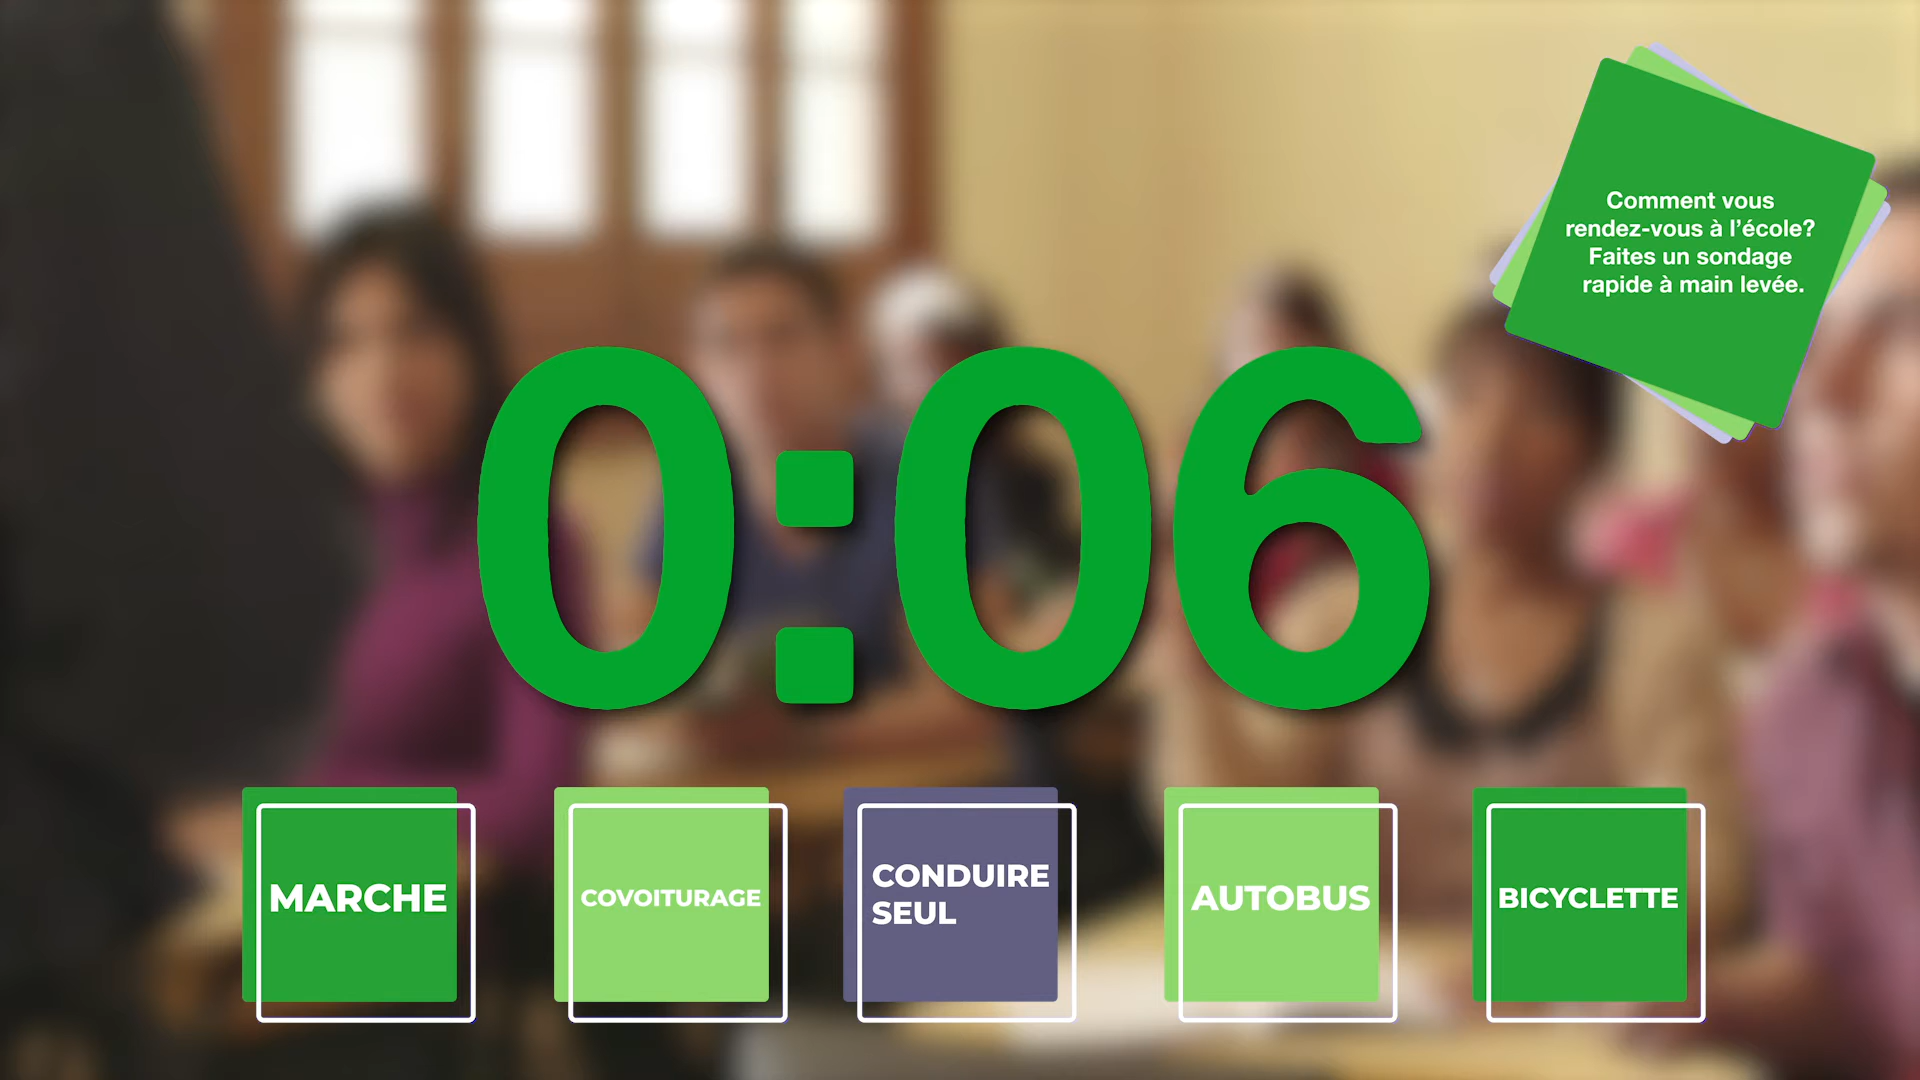 Comment vous
rendez-vous à l'école?
Faites un sondage
rapide à main levée.
0:06
MARCHE
COVOITURAGE
CONDUIRE
SEUL
AUTOBUS
BICYCLETTE